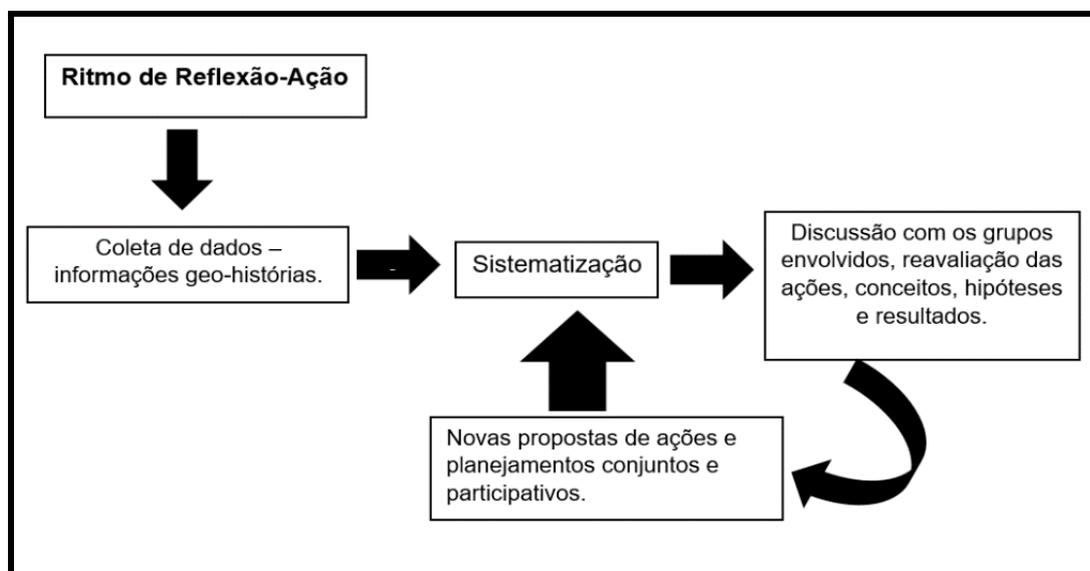 Ritmo de Reflexão-Ação
Coleta de dados –
informações geo-histórias.
Sistematização
Discussão com os grupos
envolvidos, reavaliação das
ações, conceitos, hipóteses
e resultados.
Novas propostas de ações e
planejamentos conjuntos e
participativos.